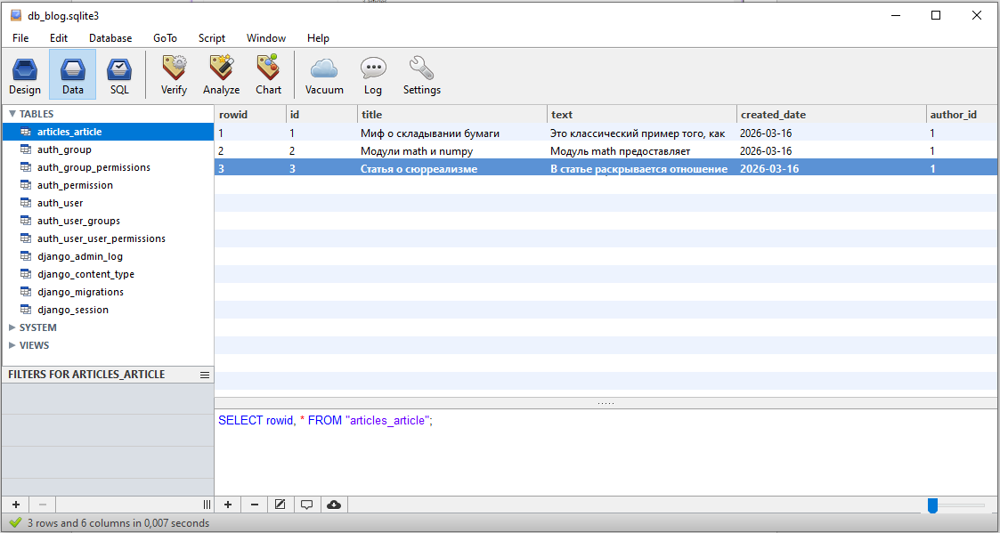 db_blog.sqlite3
File Edit Database GoTo Script Window Help
Design Data SQL Verify Analyze Chart Vacuum Log Settings
TABLES
articles_article
auth_group
auth_group_permissions
auth_permission
auth_user
auth_user_groups
auth_user_user_permissions
django_admin_log
django_content_type
django_migrations
django_session
SYSTEM
VIEWS
FILTERS FOR ARTICLES_ARTICLE
rowid id title text created_date author_id
1 1 Миф о складывании бумаги Это классический пример того, как 2026-03-16 1
2 2 Модули math и numpy Модуль math предоставляет 2026-03-16 1
3 3 Статья о сюрреализме В статье раскрывается отношение 2026-03-16 1
SELECT rowid, * FROM "articles_article";
3 rows and 6 columns in 0,007 seconds